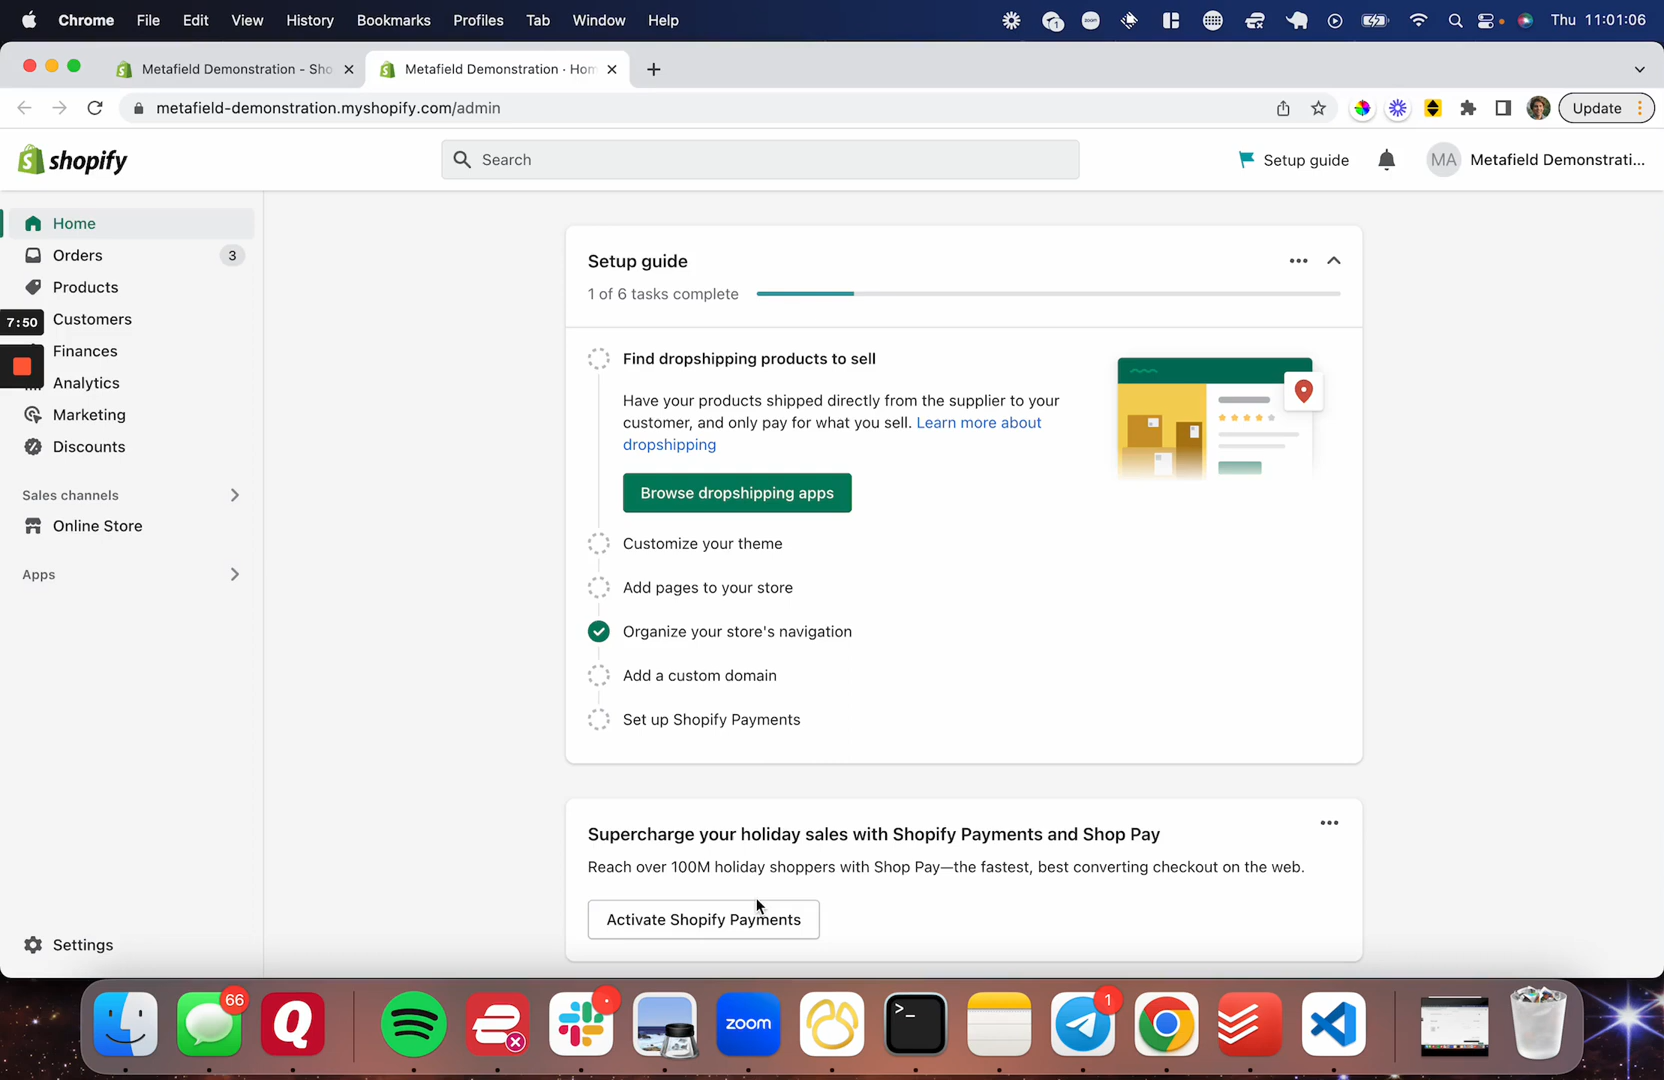 Chrome File Edit View History Bookmarks Profiles Tab Window Help
1
zoom
Thu 11:01:06
Metafield Demonstration - Sho
Metafield Demonstration · Hom
metafield-demonstration.myshopify.com/admin
Update
shopify
Search
Setup guide
MA
Metafield Demonstrati...
Home
Orders 3
Products
Customers
Finances
Analytics
Marketing
Discounts
7:50
Sales channels
Online Store
Apps
Settings
Setup guide
1 of 6 tasks complete
Find dropshipping products to sell
Have your products shipped directly from the supplier to your
customer, and only pay for what you sell. Learn more about
dropshipping
Browse dropshipping apps
Customize your theme
Add pages to your store
Organize your store's navigation
Add a custom domain
Set up Shopify Payments
Supercharge your holiday sales with Shopify Payments and Shop Pay
Reach over 100M holiday shoppers with Shop Pay—the fastest, best converting checkout on the web.
Activate Shopify Payments
66
Q
zoom
>_
1